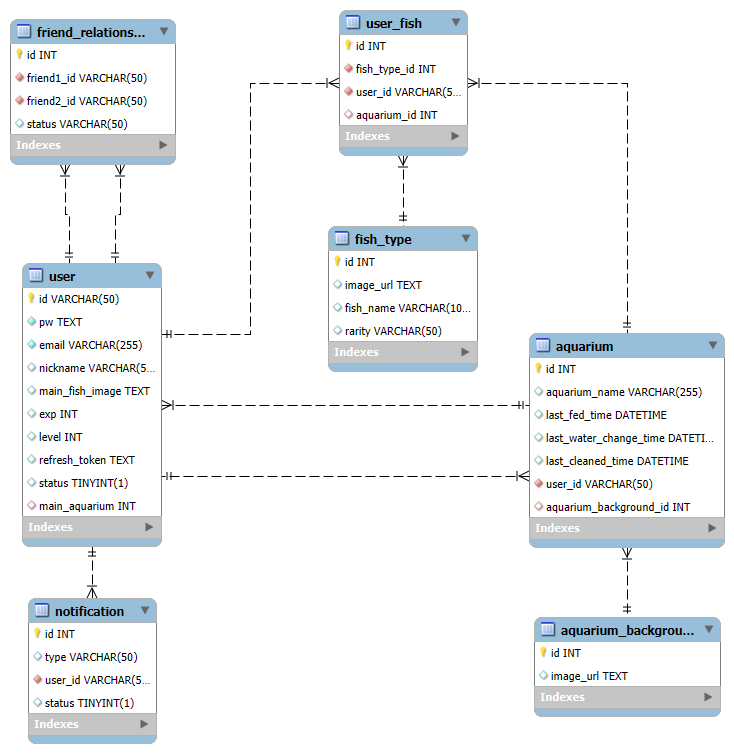 friend_relations...
id INT
friend1_id VARCHAR(50)
friend2_id VARCHAR(50)
status VARCHAR(50)
Indexes
user_fish
id INT
fish_type_id INT
user_id VARCHAR(5...
aquarium_id INT
Indexes
fish_type
id INT
image_url TEXT
fish_name VARCHAR(10...
rarity VARCHAR(50)
Indexes
user
id VARCHAR(50)
pw TEXT
email VARCHAR(255)
nickname VARCHAR(5...
main_fish_image TEXT
exp INT
level INT
refresh_token TEXT
status TINYINT(1)
main_aquarium INT
Indexes
aquarium
id INT
aquarium_name VARCHAR(255)
last_fed_time DATETIME
last_water_change_time DATETI...
last_cleaned_time DATETIME
user_id VARCHAR(50)
aquarium_background_id INT
Indexes
notification
id INT
type VARCHAR(50)
user_id VARCHAR(5...
status TINYINT(1)
Indexes
aquarium_backgrou...
id INT
image_url TEXT
Indexes